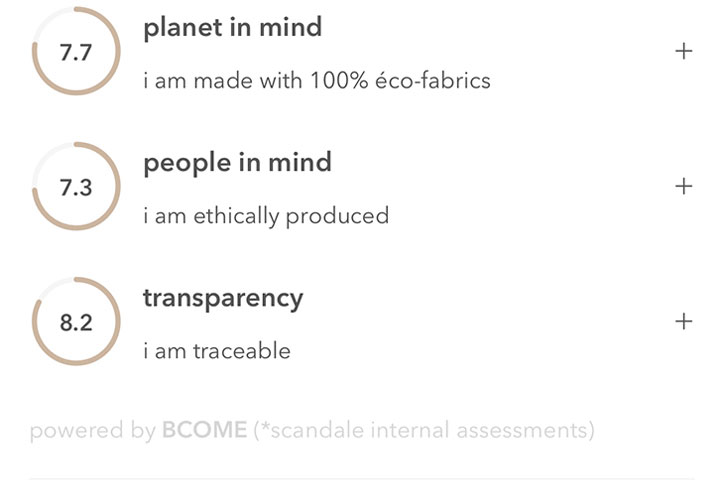 7.7
planet in mind
i am made with 100% éco-fabrics
7.3
people in mind
i am ethically produced
8.2
transparency
i am traceable
powered by BCOME (*scandale internal assessments)